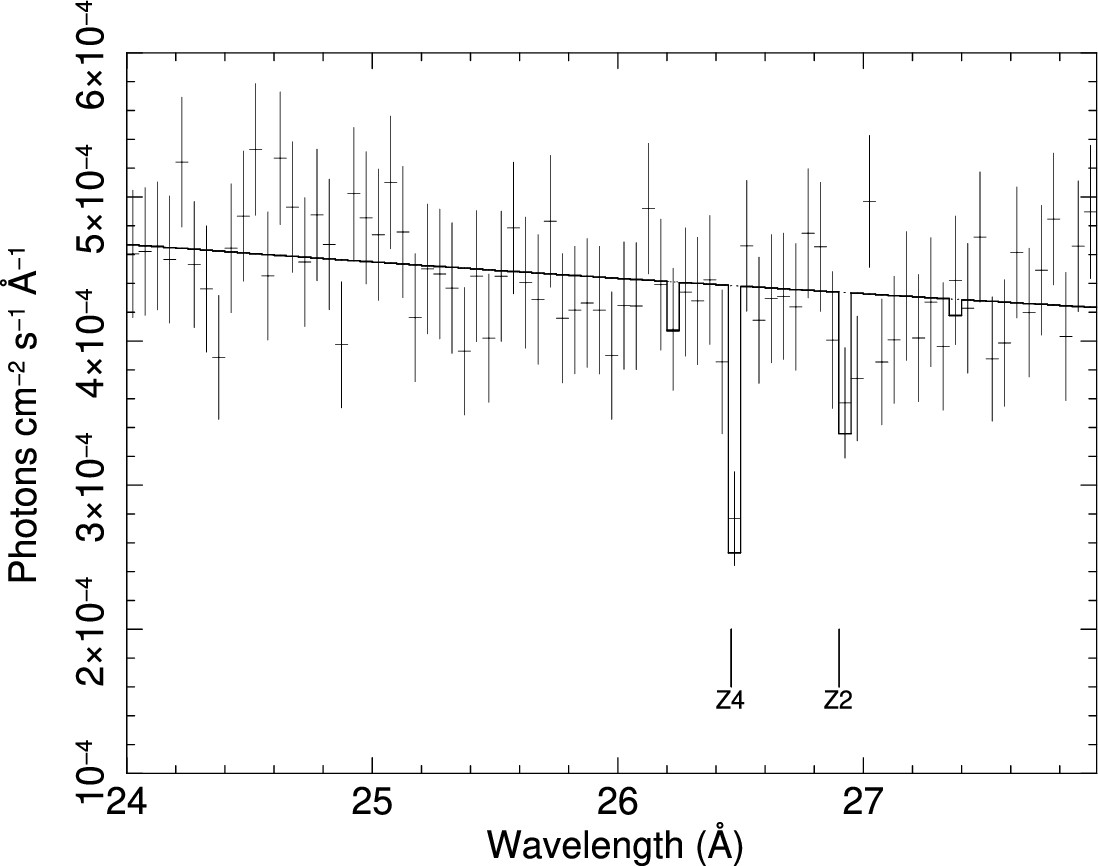 6×10⁻⁴
5×10⁻⁴
4×10⁻⁴
3×10⁻⁴
2×10⁻⁴
10⁻⁴
Photons cm⁻² s⁻¹ Å⁻¹
Z4 Z2
24 25 26 27
Wavelength (Å)